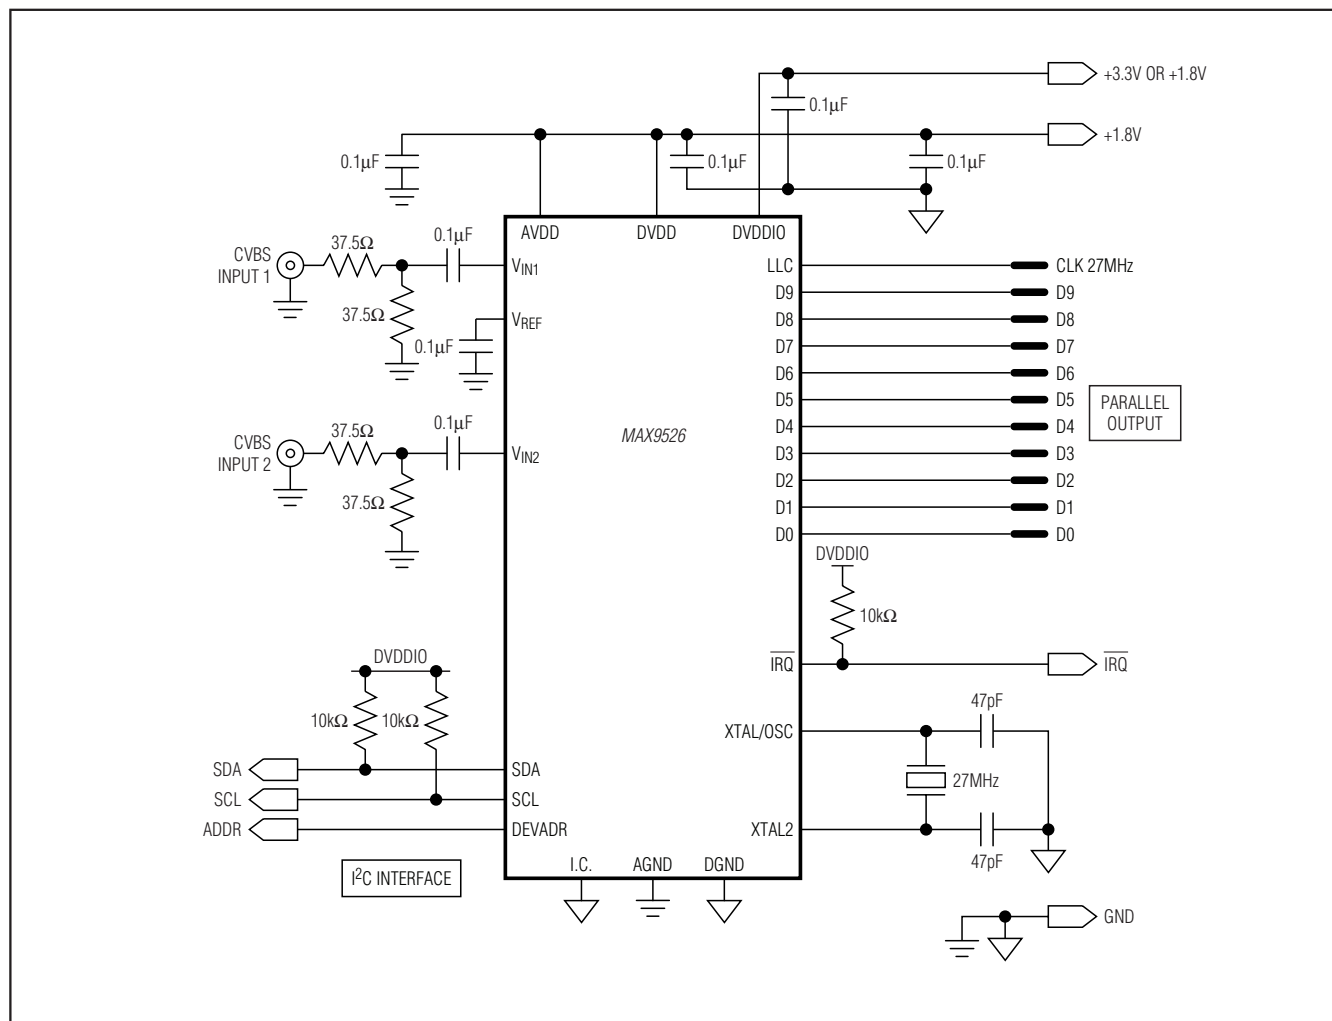 +3.3V OR +1.8V
0.1µF
+1.8V
0.1µF
0.1µF
0.1µF
AVDD
DVDD
DVDDIO
CVBS
INPUT 1
37.5Ω
0.1µF
VIN1
LLC
CLK 27MHz
D9
D9
37.5Ω
VREF
D8
D8
0.1µF
D7
D7
D6
D6
D5
D5
PARALLEL
OUTPUT
CVBS
INPUT 2
37.5Ω
0.1µF
VIN2
MAX9526
D4
D4
D3
D3
D2
D2
37.5Ω
D1
D1
D0
D0
DVDDIO
10kΩ
IRQ
IRQ
DVDDIO
10kΩ
10kΩ
47pF
XTAL/OSC
27MHz
SDA
SDA
SCL
SCL
ADDR
DEVADR
XTAL2
47pF
I²C INTERFACE
I.C.
AGND
DGND
GND